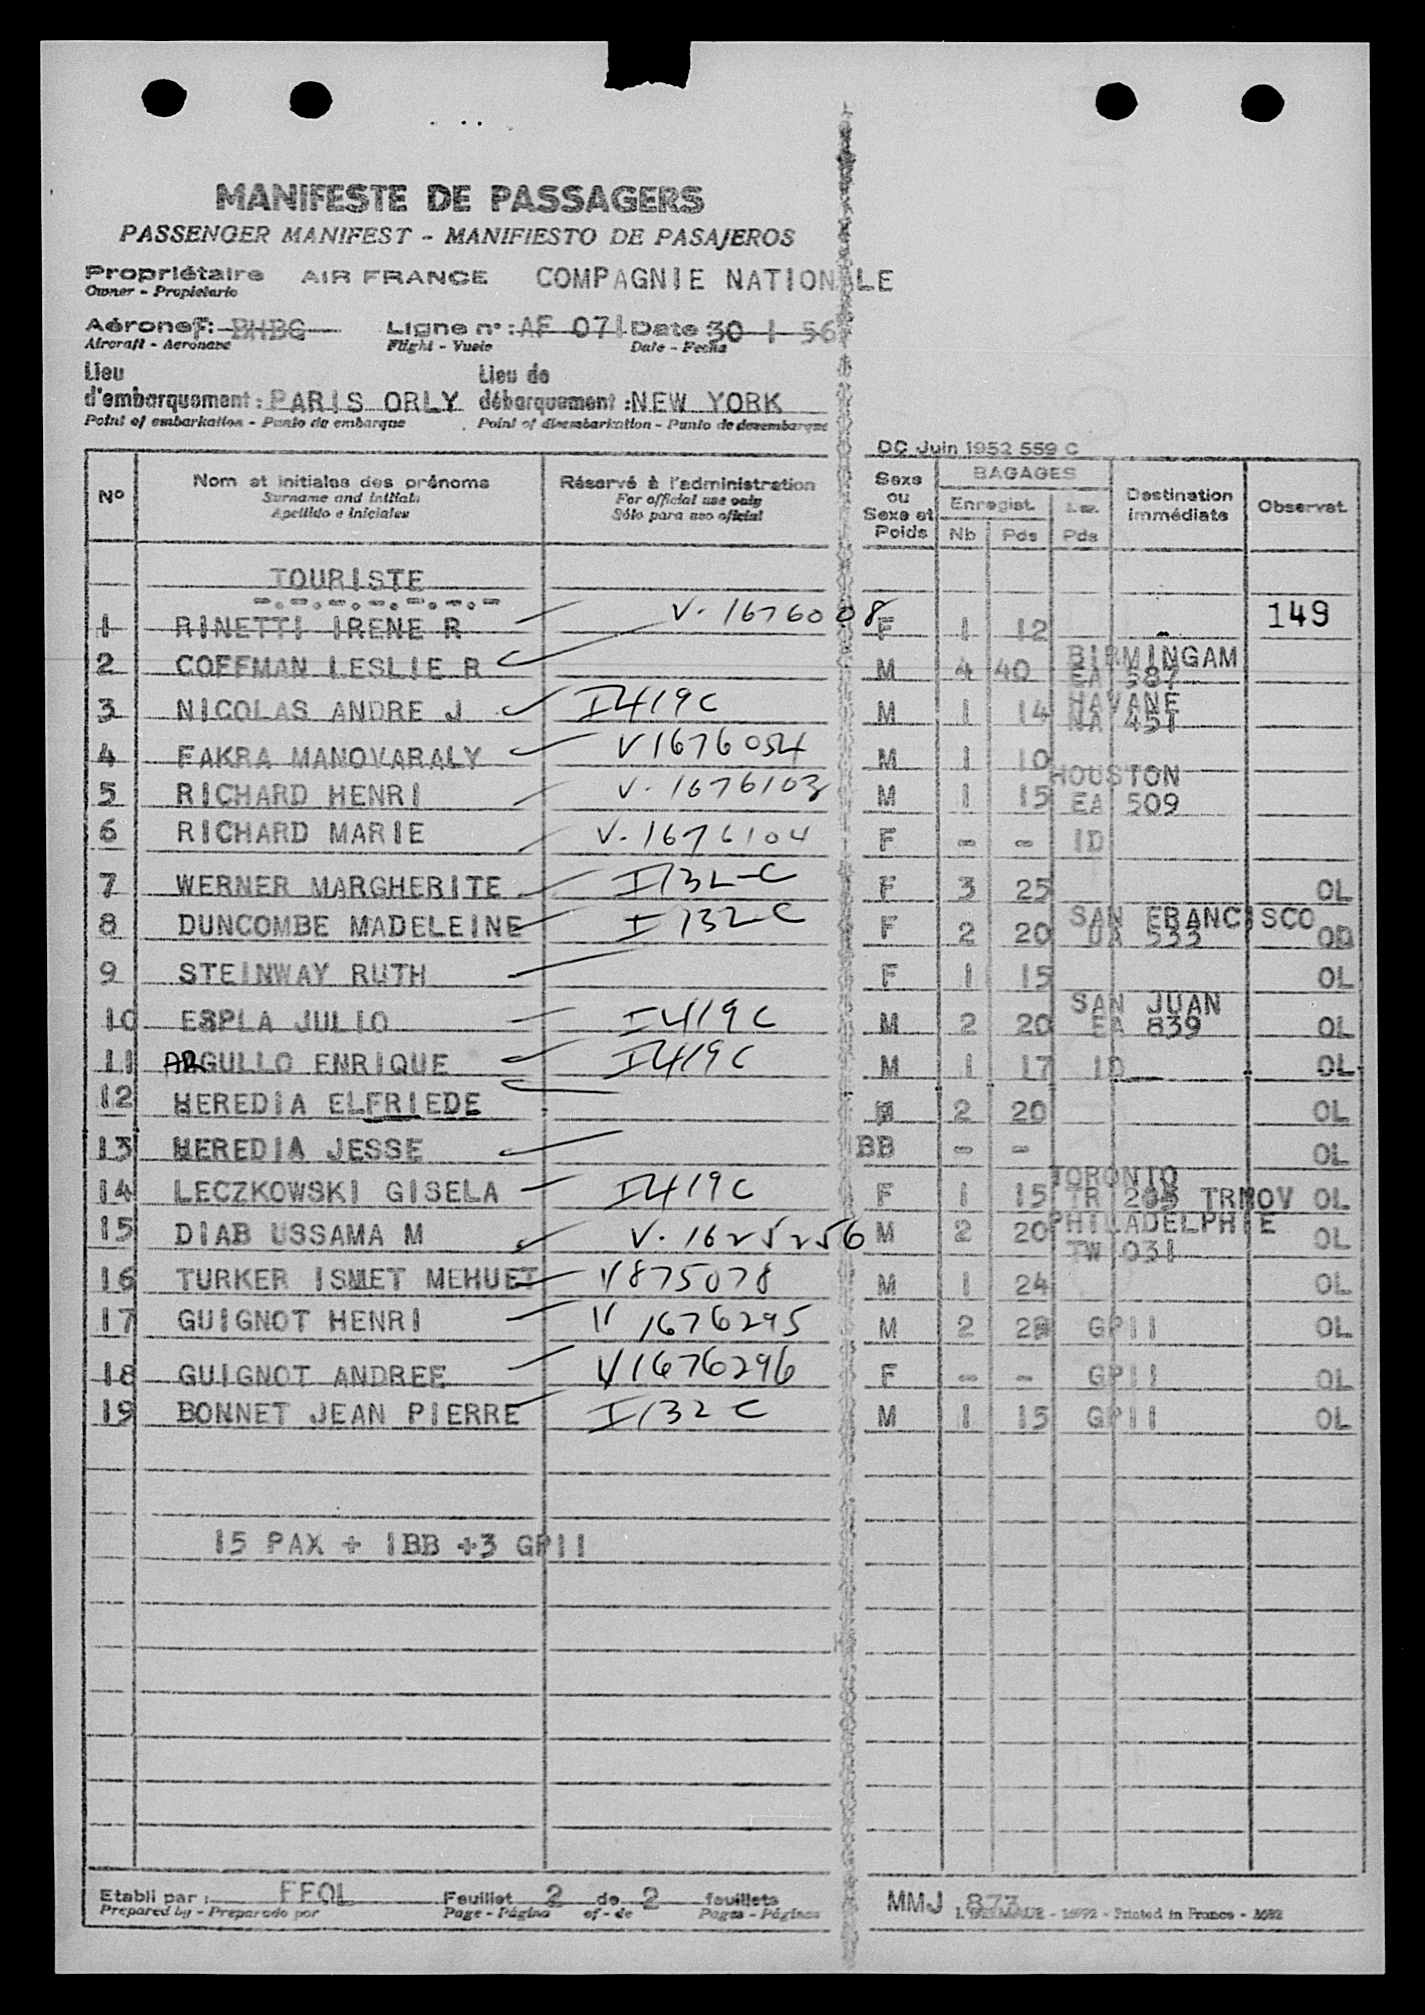 MANIFESTE DE PASSAGERS
PASSENGER MANIFEST - MANIFIESTO DE PASAJEROS
Propriétaire AIR FRANCE COMPAGNIE NATIONALE
Owner - Propietario
Aéronef: F- BHBG Ligne n° : AF 071 Date 30 1 56
Aircraft - Aeronave Flight - Vuelo Date - Fecha
Lieu d'embarquement : PARIS ORLY Lieu de débarquement : NEW YORK
Point of embarkation - Punto de embarque Point of disembarkation - Punto de desembarque
DC Juin 1952 559 C
N° Nom et initiales des prénoms Réservé à l'administration Sexe ou Sexe et Poids BAGAGES Destination immédiate Observat.
Surname and initials For official use only Enregist.
Apellido e iniciales Sólo para uso oficial Nb Pds Pds
TOURISTE
-.-.-.-.-.-.-
1 RINETTI IRENE R V. 1676008 F 1 12 - 149
2 COFFMAN LESLIE R M 4 40 BIRMINGAM EA 587
3 NICOLAS ANDRE J I419C M 1 14 HAVANE NA 451
4 FAKRA MANOVARALY V1676054 M 1 10
5 RICHARD HENRI V. 1676103 M 1 15 HOUSTON EA 509
6 RICHARD MARIE V. 1676104 F - - ID
7 WERNER MARGHERITE I132-C F 3 25 OL
8 DUNCOMBE MADELEINE I 132C F 2 20 SAN FRANCISCO UA 533 OD
9 STEINWAY RUTH F 1 15 OL
10 ESPLA JULIO I419C M 2 20 SAN JUAN EA 839 OL
11 ARGULLO ENRIQUE I419C M 1 17 ID OL
12 HEREDIA ELFRIEDE 2 20 OL
13 HEREDIA JESSE BB - - OL
14 LECZKOWSKI GISELA I419C F 1 15 TORONTO TR 205 TRNOV OL
15 DIAB USSAMA M V. 1625256 M 2 20 PHILADELPHIE TW 031 OL
16 TURKER ISMET MEHUET V875078 M 1 24 OL
17 GUIGNOT HENRI V 1676295 M 2 28 GPII OL
18 GUIGNOT ANDREE V1676296 F - - GPII OL
19 BONNET JEAN PIERRE I132C M 1 15 GPII OL
15 PAX + 1BB +3 GPII
Etabli par : FFOL Feuillet 2 de 2 feuillets MMJ 873
Prepared by - Preparado por Page - Página of - de Pages - Páginas - Printed in France -